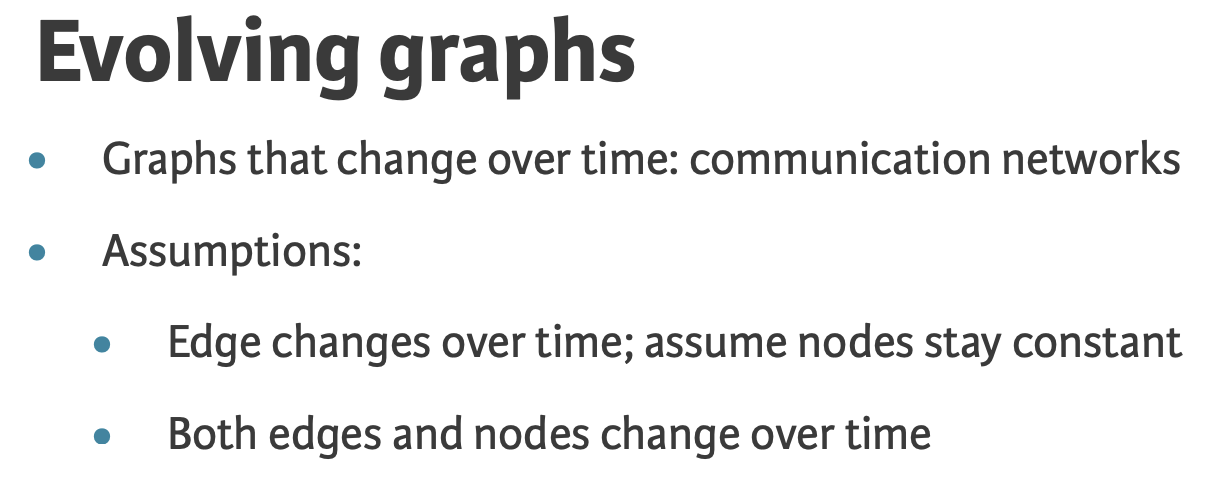 Evolving graphs
Graphs that change over time: communication networks
Assumptions:
Edge changes over time; assume nodes stay constant
Both edges and nodes change over time